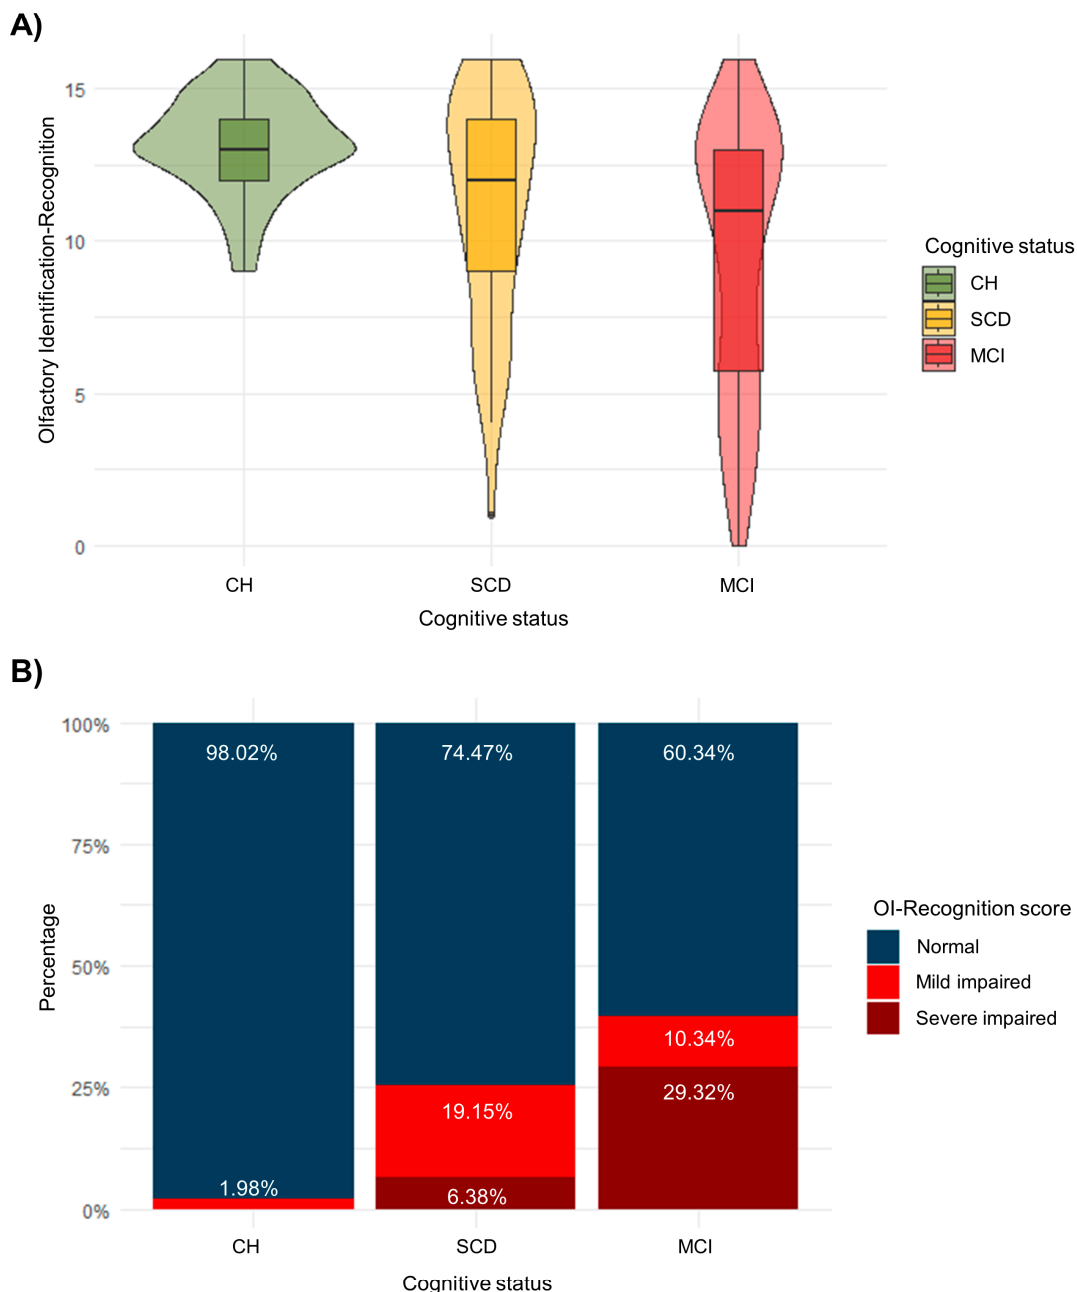 A)
Olfactory Identification-Recognition
15
10
5
0
CH
SCD
MCI
Cognitive status
Cognitive status
CH
SCD
MCI
B)
Percentage
100%
75%
50%
25%
0%
98.02%
74.47%
60.34%
1.98%
19.15%
6.38%
10.34%
29.32%
CH
SCD
MCI
Cognitive status
OI-Recognition score
Normal
Mild impaired
Severe impaired